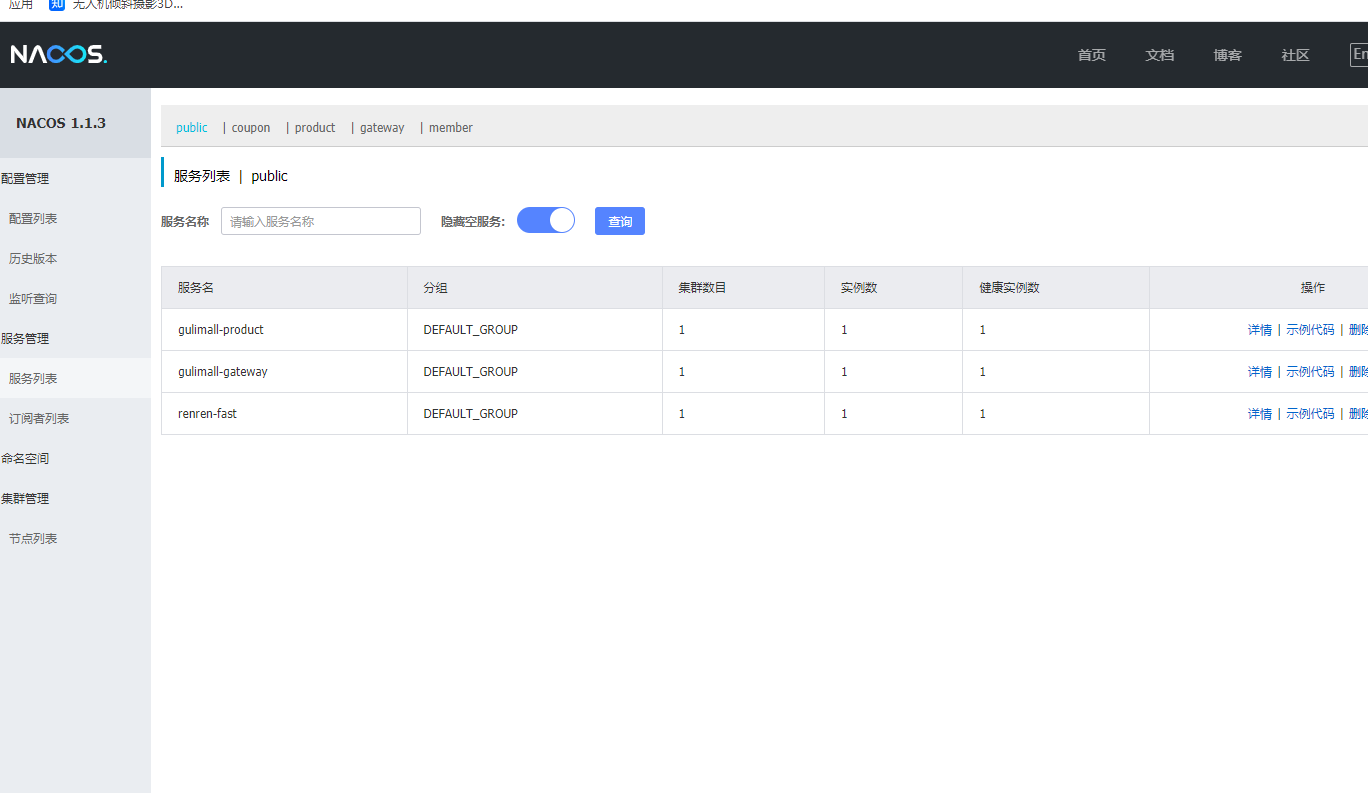 应用 知 无人机倾斜摄影3D...
NACOS.
首页 文档 博客 社区 En
NACOS 1.1.3
配置管理
配置列表
历史版本
监听查询
服务管理
服务列表
订阅者列表
命名空间
集群管理
节点列表
public | coupon | product | gateway | member
服务列表 | public
服务名称 请输入服务名称 隐藏空服务: 查询
服务名 分组 集群数目 实例数 健康实例数 操作
gulimall-product DEFAULT_GROUP 1 1 1 详情 | 示例代码 | 删除
gulimall-gateway DEFAULT_GROUP 1 1 1 详情 | 示例代码 | 删除
renren-fast DEFAULT_GROUP 1 1 1 详情 | 示例代码 | 删除